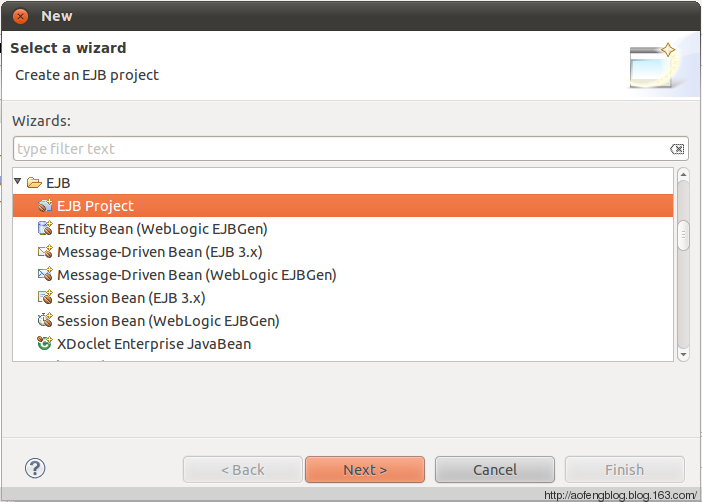 New
Select a wizard
Create an EJB project
Wizards:
type filter text
EJB
EJB Project
Entity Bean (WebLogic EJBGen)
Message-Driven Bean (EJB 3.x)
Message-Driven Bean (WebLogic EJBGen)
Session Bean (EJB 3.x)
Session Bean (WebLogic EJBGen)
XDoclet Enterprise JavaBean
?
< Back
Next >
Cancel
Finish
http://aofengblog.blog.163.com/